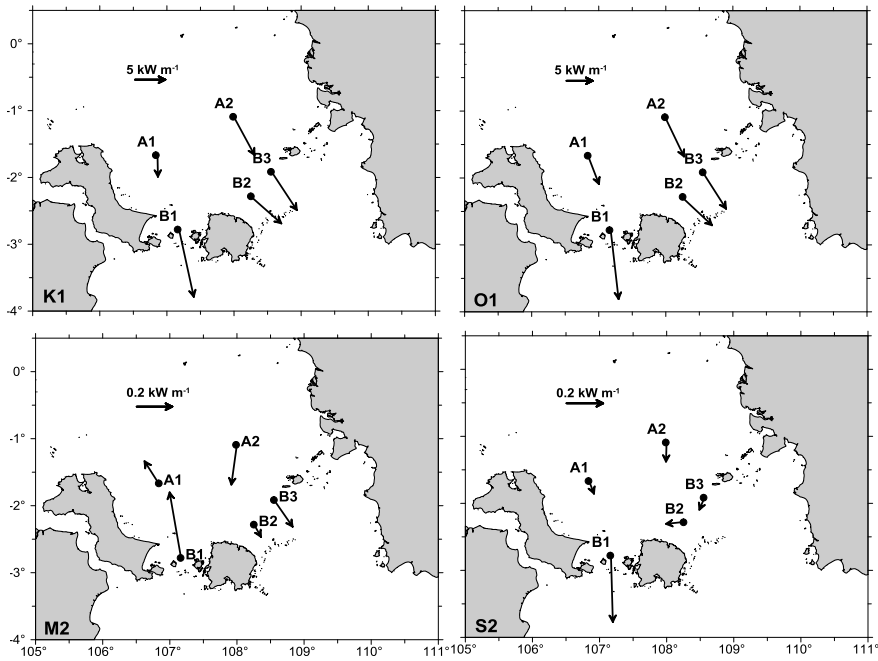 0°
-1°
-2°
-3°
-4°
5 kW m⁻¹
A1
A2
B3
B2
B1
K1
5 kW m⁻¹
A1
A2
B3
B2
B1
O1
0°
-1°
-2°
-3°
-4°
0.2 kW m⁻¹
A2
A1
B3
B2
B1
M2
105° 106° 107° 108° 109° 110° 111°
0.2 kW m⁻¹
A2
A1
B3
B2
B1
S2
105° 106° 107° 108° 109° 110° 111°